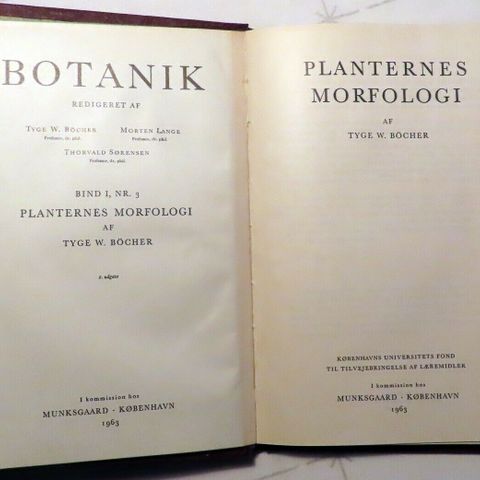 BOTANIK
REDIGERET AF
TYGE W. BÖCHER MORTEN LANGE
Professor, dr. phil. Professor, dr. phil.
THORVALD SØRENSEN
Professor, dr. phil.
BIND I, NR. 3
PLANTERNES MORFOLOGI
AF
TYGE W. BÖCHER
2. udgave
I kommission hos
MUNKSGAARD · KØBENHAVN
1963
PLANTERNES
MORFOLOGI
AF
TYGE W. BÖCHER
KØBENHAVNS UNIVERSITETS FOND
TIL TILVEJEBRINGELSE AF LÆREMIDLER
I kommission hos
MUNKSGAARD · KØBENHAVN
1963